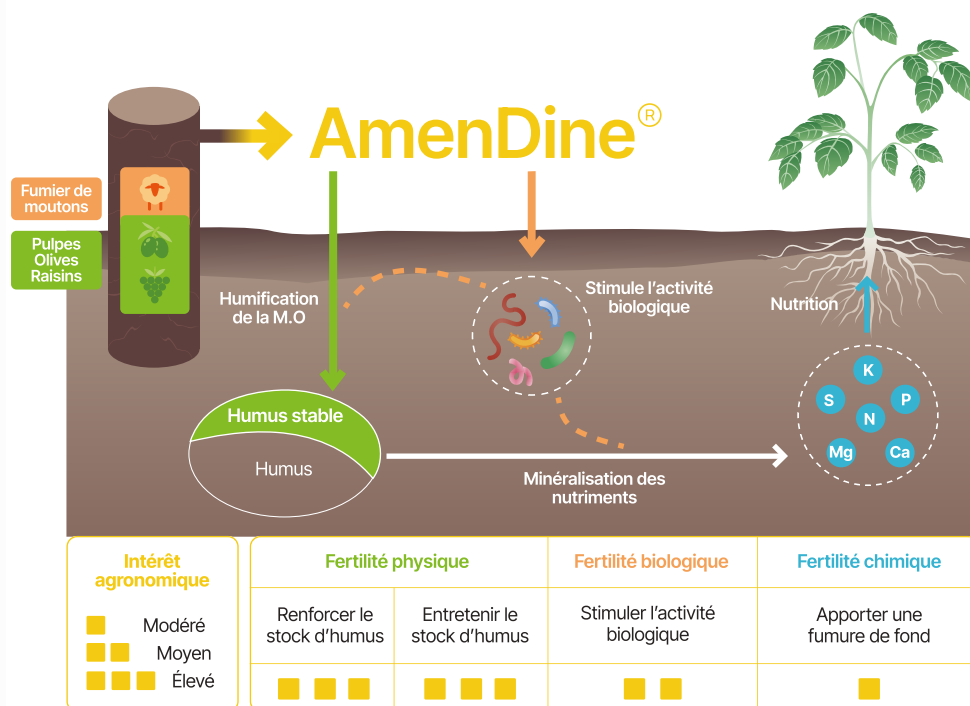 AmenDine®
Fumier de
moutons
Pulpes
Olives
Raisins
Humification
de la M.O
Stimule l'activité
biologique
Nutrition
K
S
P
N
Mg
Ca
Humus stable
Humus
Minéralisation des
nutriments
Intérêt
agronomique
Modéré
Moyen
Élevé
Fertilité physique
Fertilité biologique
Fertilité chimique
Renforcer le
stock d'humus
Entretenir le
stock d'humus
Stimuler l'activité
biologique
Apporter une
fumure de fond